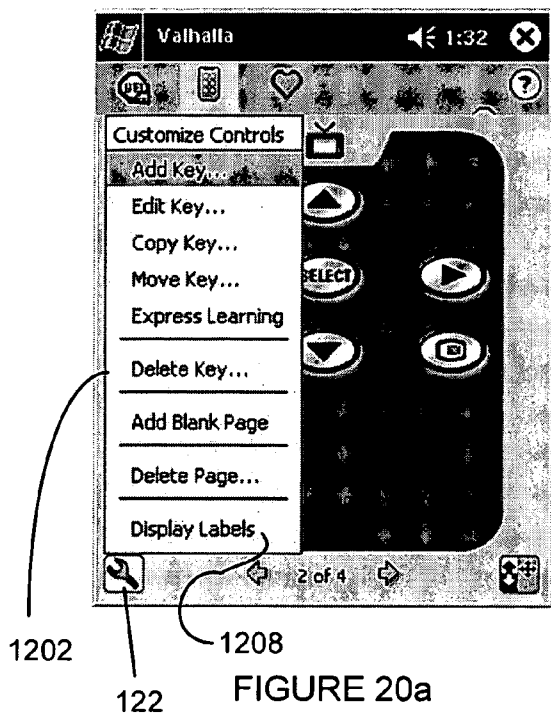 Valhalla 1:32
?
Customize Controls
Add Key...
Edit Key...
Copy Key...
Move Key...
Express Learning
Delete Key...
Add Blank Page
Delete Page...
Display Labels
SELECT
2 of 4
1202
122
1208
FIGURE 20a